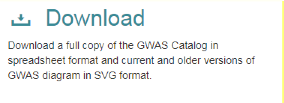 Download
Download a full copy of the GWAS Catalog in
spreadsheet format and current and older versions of
GWAS diagram in SVG format.